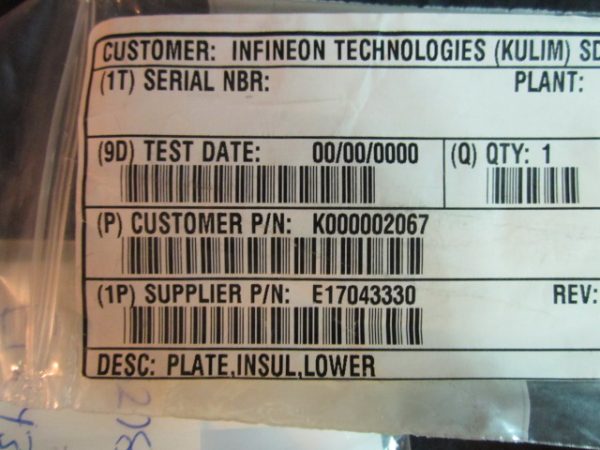 CUSTOMER: INFINEON TECHNOLOGIES (KULIM) SD
(1T) SERIAL NBR: PLANT:
(9D) TEST DATE: 00/00/0000 (Q) QTY: 1
(P) CUSTOMER P/N: K000002067
(1P) SUPPLIER P/N: E17043330 REV:
DESC: PLATE,INSUL,LOWER